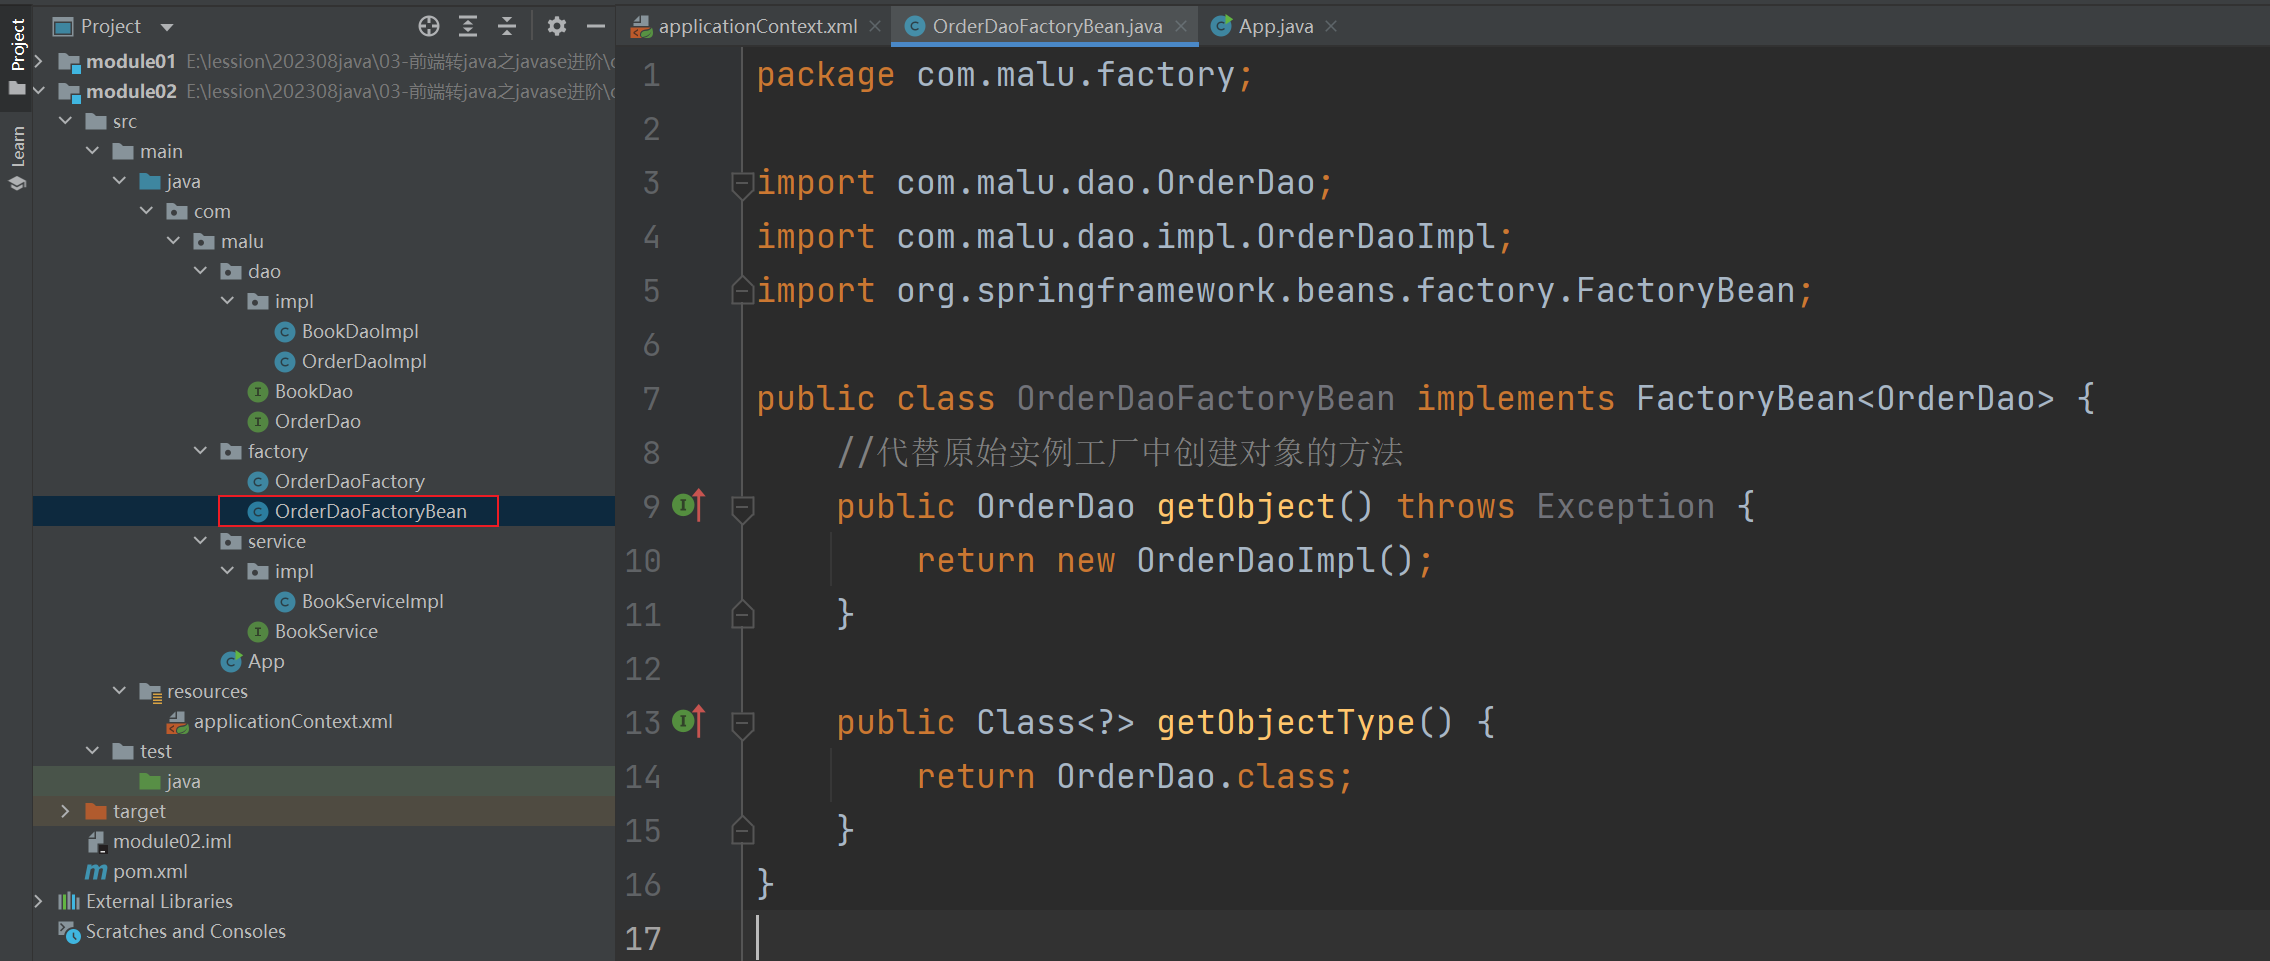 Project
Learn
Project
module01 E:\lession\202308java\03-前端转java之javase进阶\c
module02 E:\lession\202308java\03-前端转java之javase进阶\c
src
main
java
com
malu
dao
impl
BookDaoImpl
OrderDaoImpl
BookDao
OrderDao
factory
OrderDaoFactory
OrderDaoFactoryBean
service
impl
BookServiceImpl
BookService
App
resources
applicationContext.xml
test
java
target
module02.iml
pom.xml
External Libraries
Scratches and Consoles
applicationContext.xml OrderDaoFactoryBean.java App.java
1 package com.malu.factory;
2
3 import com.malu.dao.OrderDao;
4 import com.malu.dao.impl.OrderDaoImpl;
5 import org.springframework.beans.factory.FactoryBean;
6
7 public class OrderDaoFactoryBean implements FactoryBean<OrderDao> {
8 //代替原始实例工厂中创建对象的方法
9 public OrderDao getObject() throws Exception {
10 return new OrderDaoImpl();
11 }
12
13 public Class<?> getObjectType() {
14 return OrderDao.class;
15 }
16 }
17